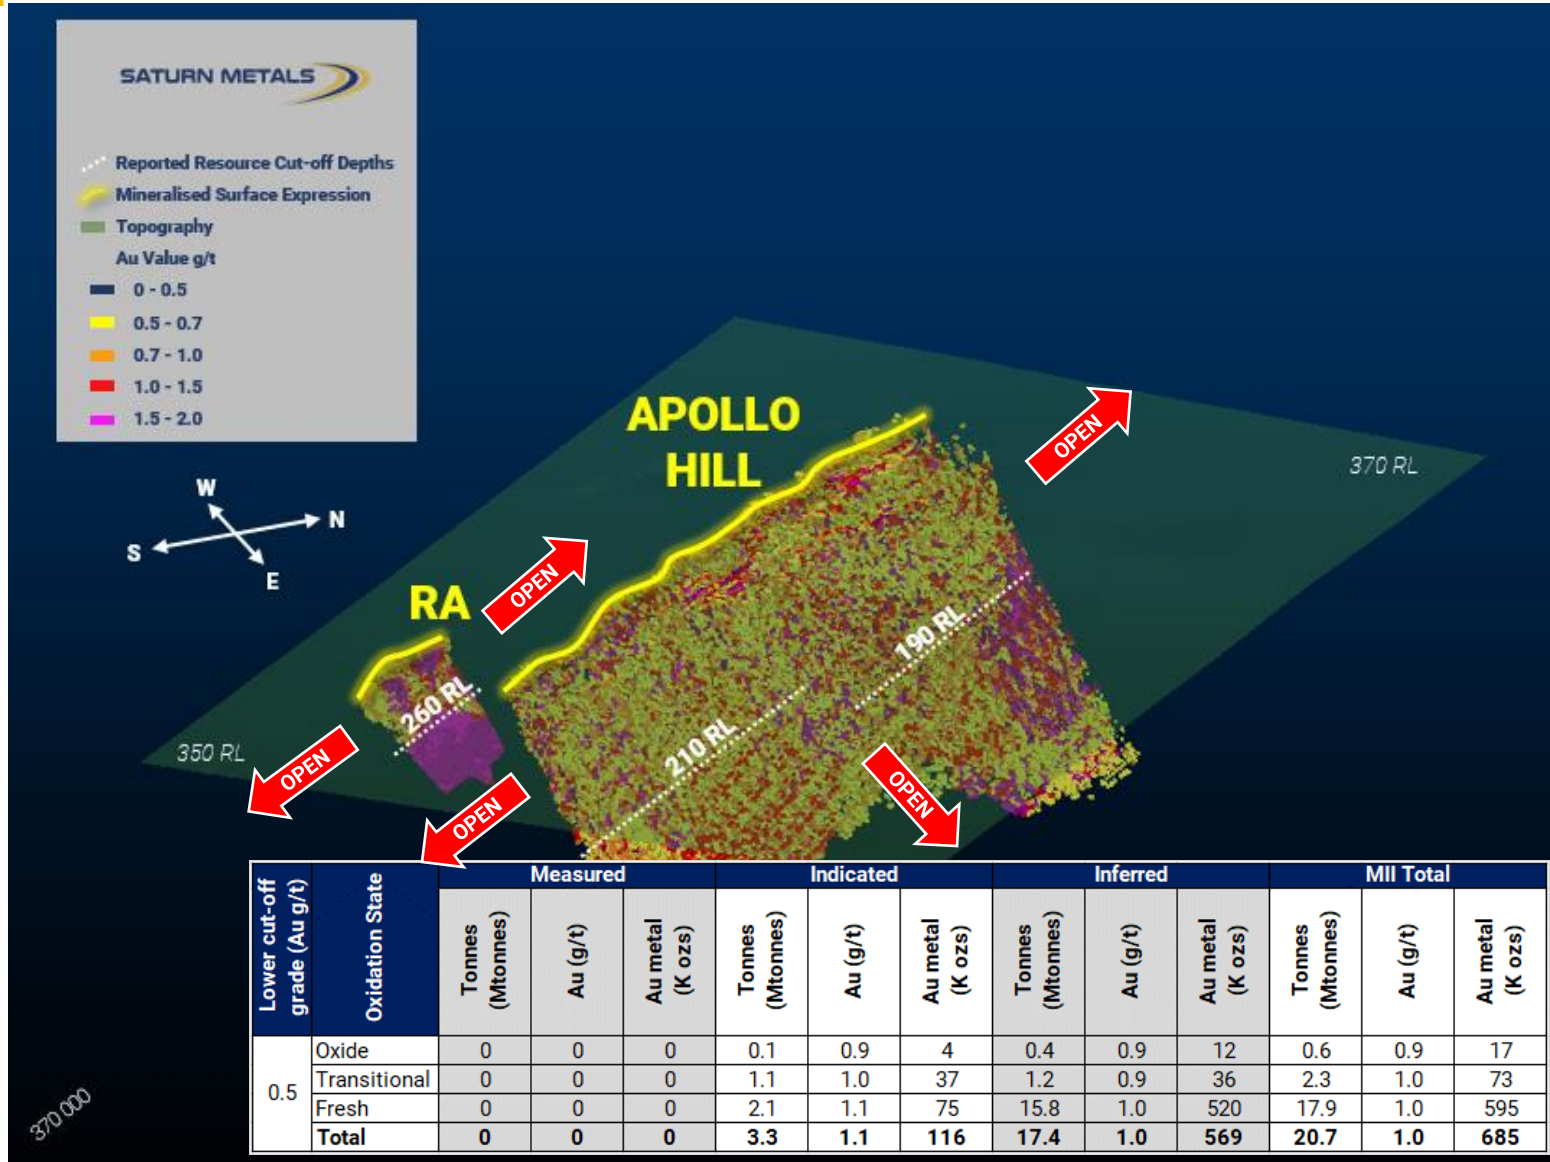 SATURN METALS
Reported Resource Cut-off Depths
Mineralised Surface Expression
Topography
Au Value g/t
0 - 0.5
0.5 - 0.7
0.7 - 1.0
1.0 - 1.5
1.5 - 2.0
W
N
S
E
APOLLO
HILL
RA
OPEN
OPEN
OPEN
OPEN
OPEN
370 RL
350 RL
260 RL
210 RL
190 RL
370 000
Lower cut-off grade (Au g/t) Oxidation State Measured Indicated Inferred MII Total
Tonnes (Mtonnes) Au (g/t) Au metal (K ozs) Tonnes (Mtonnes) Au (g/t) Au metal (K ozs) Tonnes (Mtonnes) Au (g/t) Au metal (K ozs) Tonnes (Mtonnes) Au (g/t) Au metal (K ozs)
0.5
Oxide 0 0 0 0.1 0.9 4 0.4 0.9 12 0.6 0.9 17
Transitional 0 0 0 1.1 1.0 37 1.2 0.9 36 2.3 1.0 73
Fresh 0 0 0 2.1 1.1 75 15.8 1.0 520 17.9 1.0 595
Total 0 0 0 3.3 1.1 116 17.4 1.0 569 20.7 1.0 685